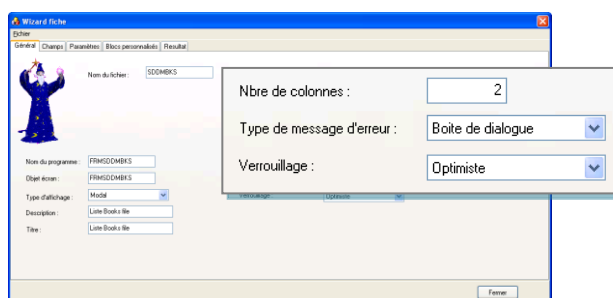 Wizard fiche
Fichier
Général Champs Paramètres Blocs personnalisés Resultat
Nom du fichier : SDDMBKS
Nbre de colonnes : 2
Type de message d'erreur : Boite de dialogue
Verrouillage : Optimiste
Nom du programme : FRMSDDMBKS
Objet écran : FRMSDDMBKS
Type d'affichage : Modal
Verrouillage : Optimiste
Description : Liste Books file
Titre : Liste Books file
Fermer